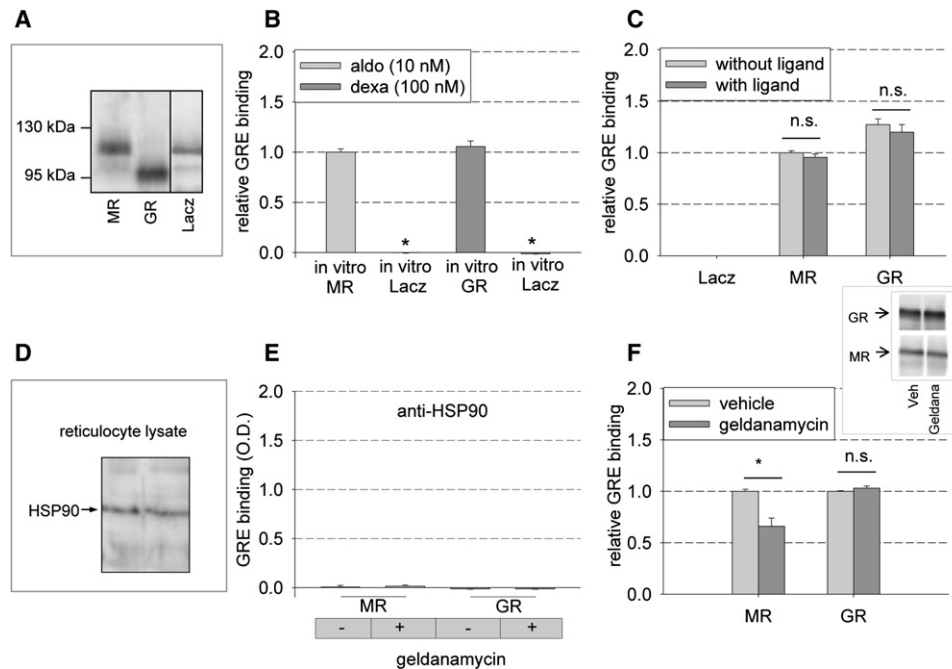 A
130 kDa
95 kDa
MR
GR
Lacz
B
relative GRE binding
2.0
1.5
1.0
0.5
0.0
aldo (10 nM)
dexa (100 nM)
*
*
in vitro in vitro in vitro in vitro
MR Lacz GR Lacz
C
relative GRE binding
2.0
1.5
1.0
0.5
0.0
without ligand
with ligand
n.s.
n.s.
Lacz MR GR
D
reticulocyte lysate
HSP90
E
GRE binding (O.D.)
2.0
1.5
1.0
0.5
0.0
anti-HSP90
MR GR
- + - +
geldanamycin
F
GR
MR
Veh
Geldana
relative GRE binding
2.0
1.5
1.0
0.5
0.0
vehicle
geldanamycin
*
n.s.
MR GR